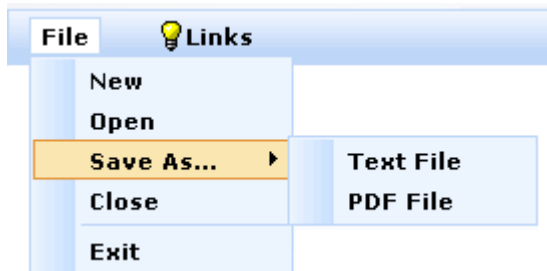 File Links
New
Open
Save As... Text File
Close PDF File
Exit